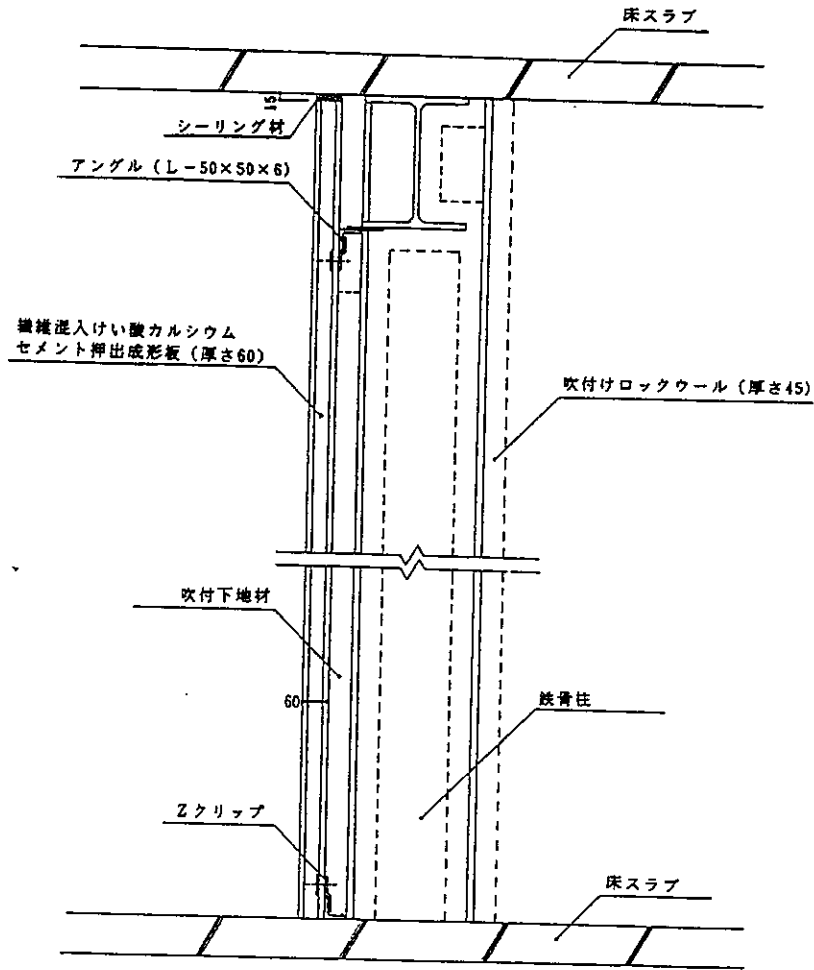 床スラブ
15
シーリング材
アングル(L-50×50×6)
繊維混入けい酸カルシウム
セメント押出成形板(厚さ60)
吹付けロックウール(厚さ45)
吹付下地材
60
鉄骨柱
Zクリップ
床スラブ